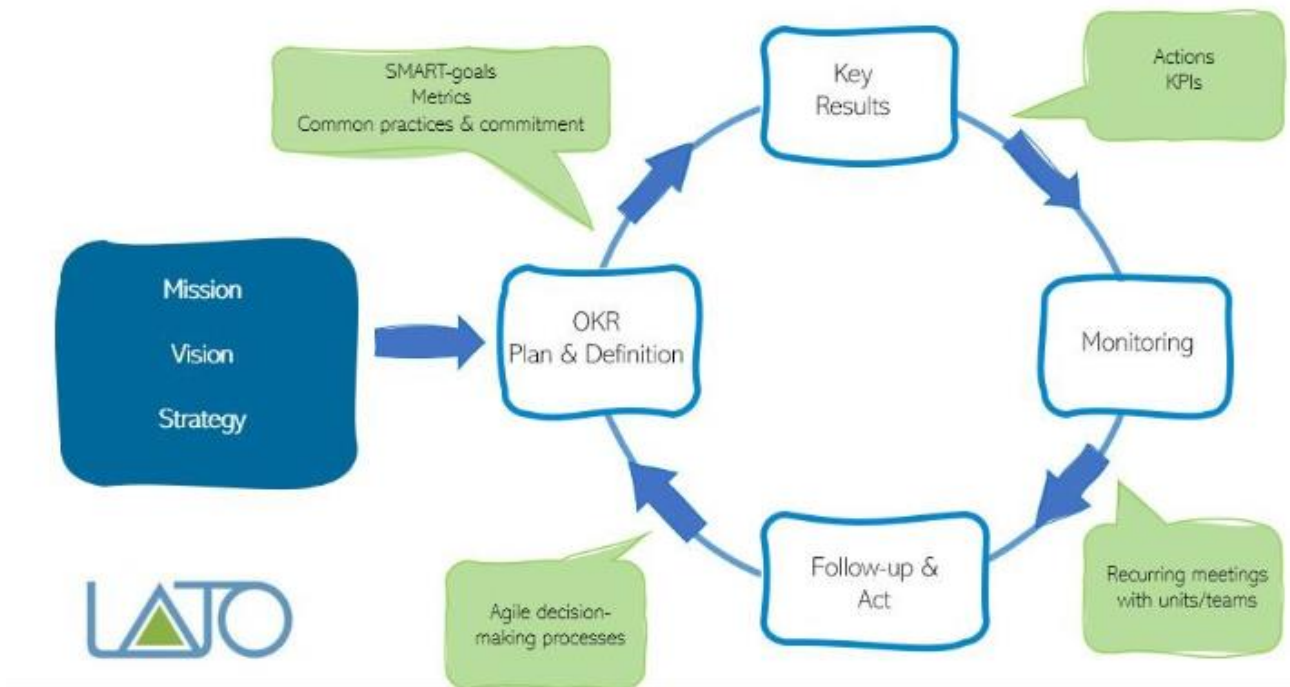 SMART-goals
Metrics
Common practices & commitment
Key
Results
Actions
KPIs
Mission
Vision
Strategy
OKR
Plan & Definition
Monitoring
Follow-up &
Act
Recurring meetings
with units/teams
Agile decision-
making processes
LATO